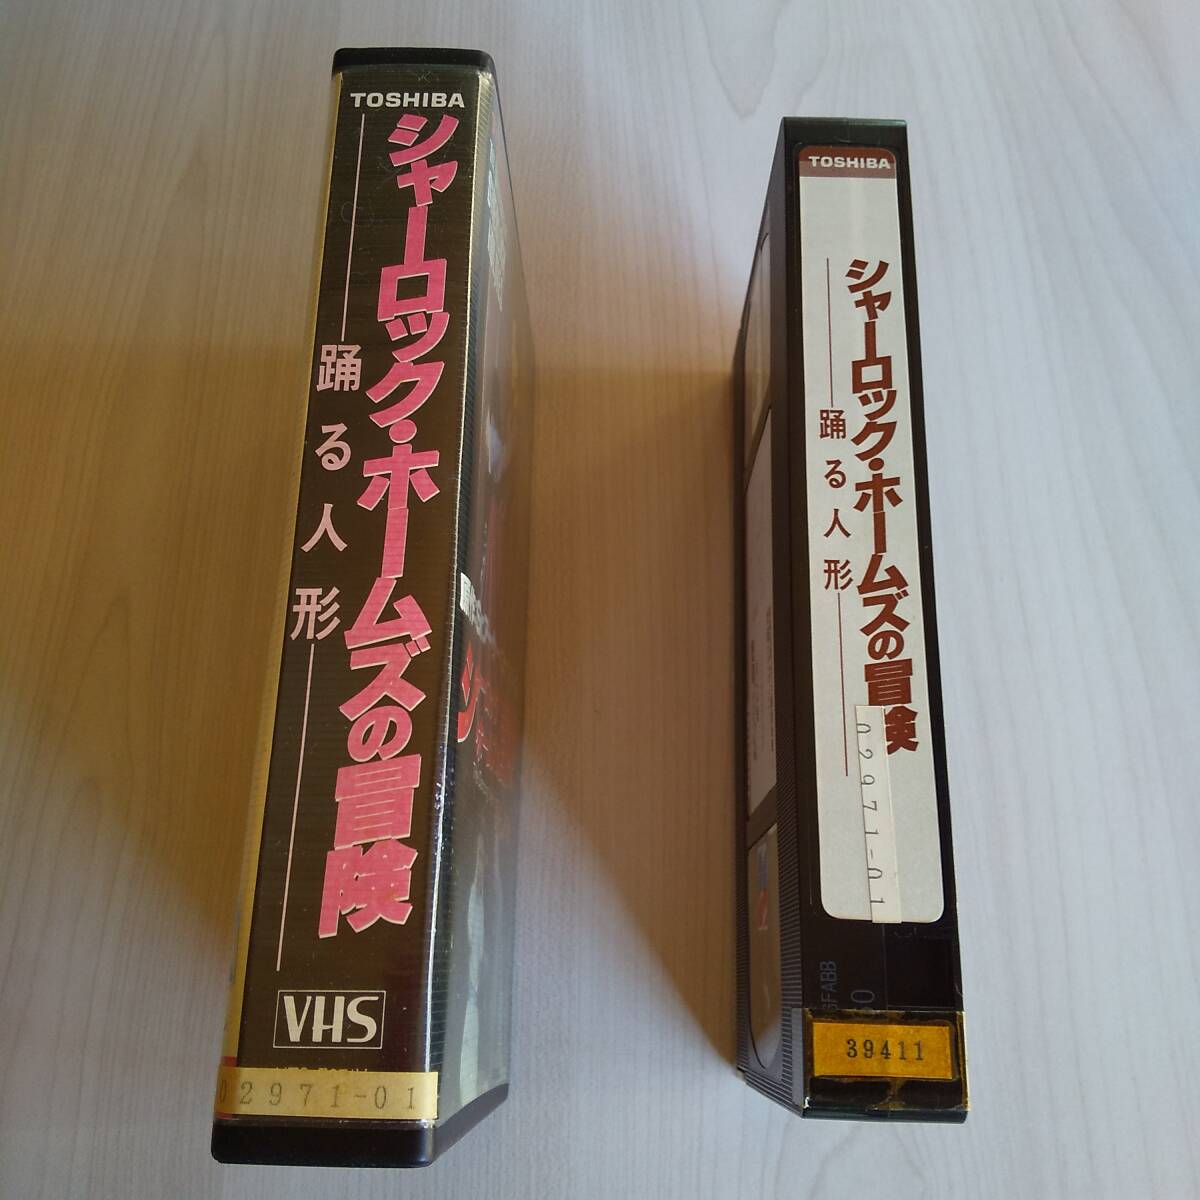 TOSHIBA
シャーロック・ホームズの冒険
踊る人形
VHS
02971-01
TOSHIBA
シャーロック・ホームズの冒険
踊る人形
02971-01
39411